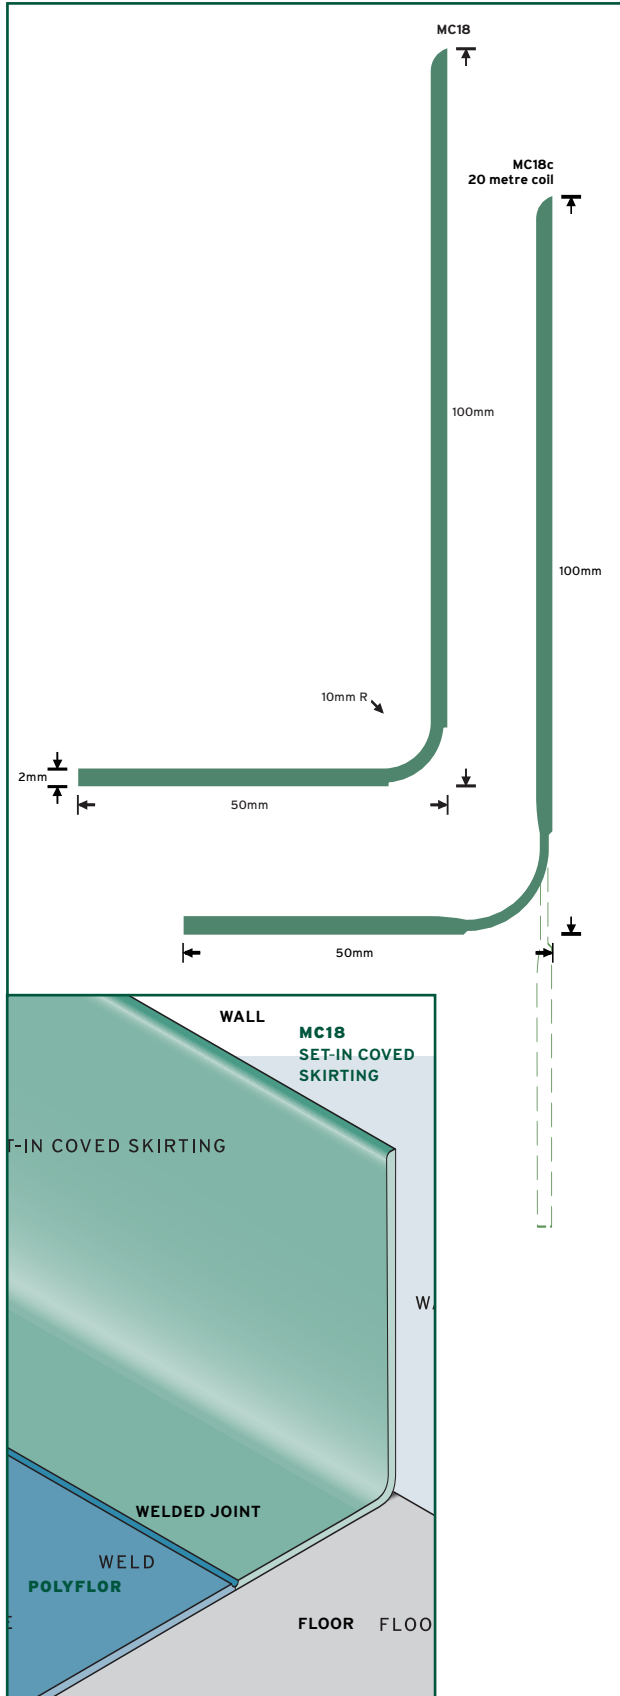 MC18
MC18c
20 metre coil
100mm
100mm
10mm R
2mm
50mm
50mm
WALL
MC18
SET-IN COVED
SKIRTING
T-IN COVED SKIRTING
W
WELDED JOINT
WELD
POLYFLOR
E
FLOOR FLOO